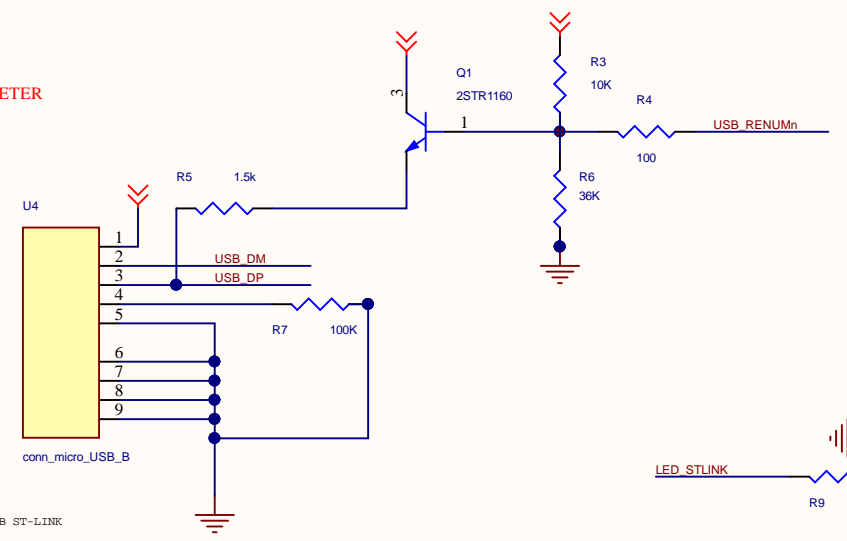 R3
10K
Q1
2STR1160
ETER
3
1
R4
USB_RENUMn
100
R5 1.5k
R6
36K
U4
1
2 USB_DM
3 USB_DP
4
R7 100K
5
6
7
8
9
conn_micro_USB_B
LED_STLINK
R9
B ST-LINK